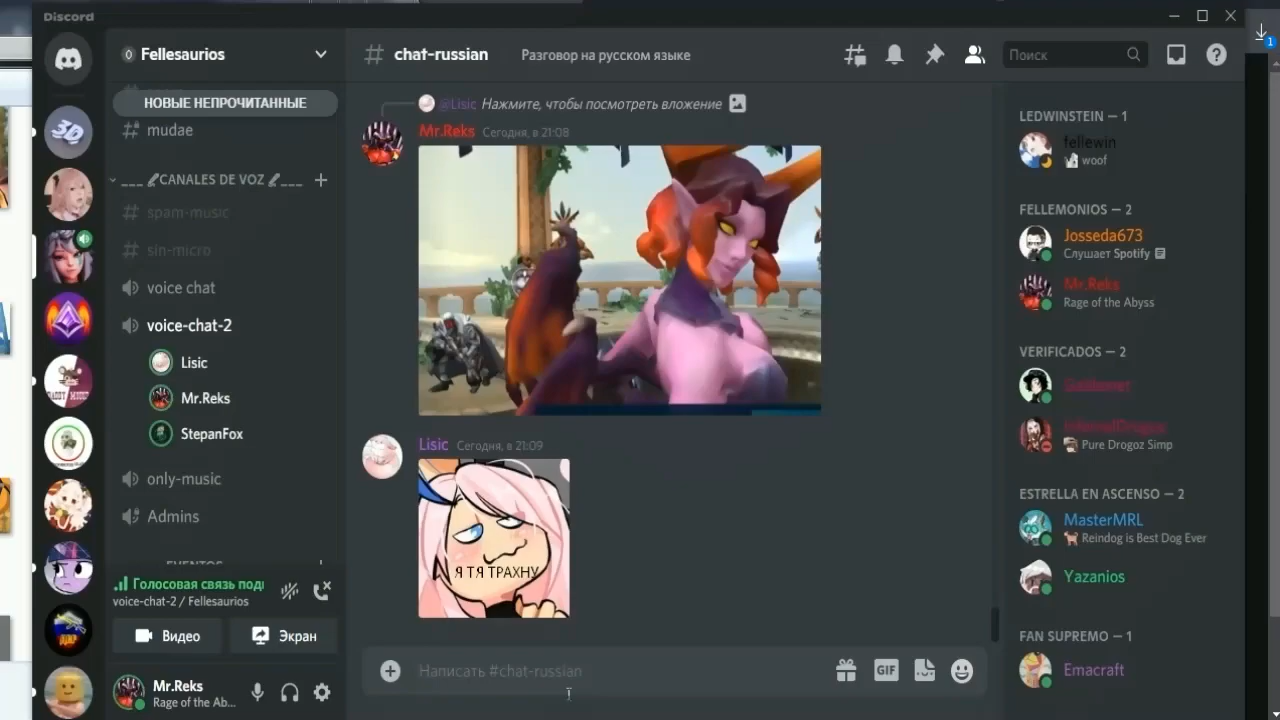 Discord
Fellesaurios
НОВЫЕ НЕПРОЧИТАННЫЕ
mudae
CANALES DE VOZ
spam-music
sin-micro
voice chat
voice-chat-2
Lisic
Mr.Reks
StepanFox
only-music
Admins
Голосовая связь под
voice-chat-2 / Fellesaurios
Видео
Экран
Mr.Reks
Rage of the Ab...
chat-russian
Разговор на русском языке
Поиск
1
@Lisic Нажмите, чтобы посмотреть вложение
Mr.Reks Сегодня, в 21:08
Lisic Сегодня, в 21:09
Я ТЯ ТРАХНУ
Написать #chat-russian
GIF
LEDWINSTEIN — 1
fellewin
woof
FELLEMONIOS — 2
Josseda673
Слушает Spotify
Mr.Reks
Rage of the Abyss
VERIFICADOS — 2
Pure Drogoz Simp
ESTRELLA EN ASCENSO — 2
MasterMRL
Reindog is Best Dog Ever
Yazanios
FAN SUPREMO — 1
Emacraft